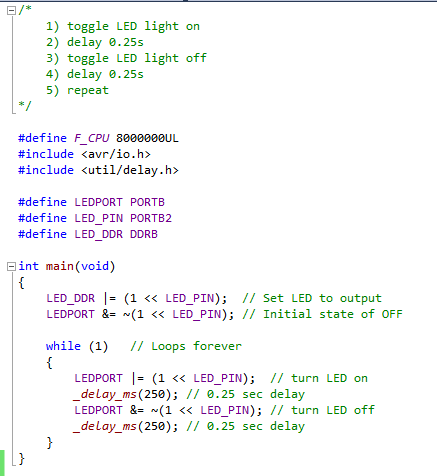 /*
    1) toggle LED light on
    2) delay 0.25s
    3) toggle LED light off
    4) delay 0.25s
    5) repeat
*/

#define F_CPU 8000000UL
#include <avr/io.h>
#include <util/delay.h>

#define LEDPORT PORTB
#define LED_PIN PORTB2
#define LED_DDR DDRB

int main(void)
{
    LED_DDR |= (1 << LED_PIN);  // Set LED to output
    LEDPORT &= ~(1 << LED_PIN); // Initial state of OFF

    while (1)   // Loops forever
    {
        LEDPORT |= (1 << LED_PIN);  // turn LED on
        _delay_ms(250); // 0.25 sec delay
        LEDPORT &= ~(1 << LED_PIN); // turn LED off
        _delay_ms(250); // 0.25 sec delay
    }
}